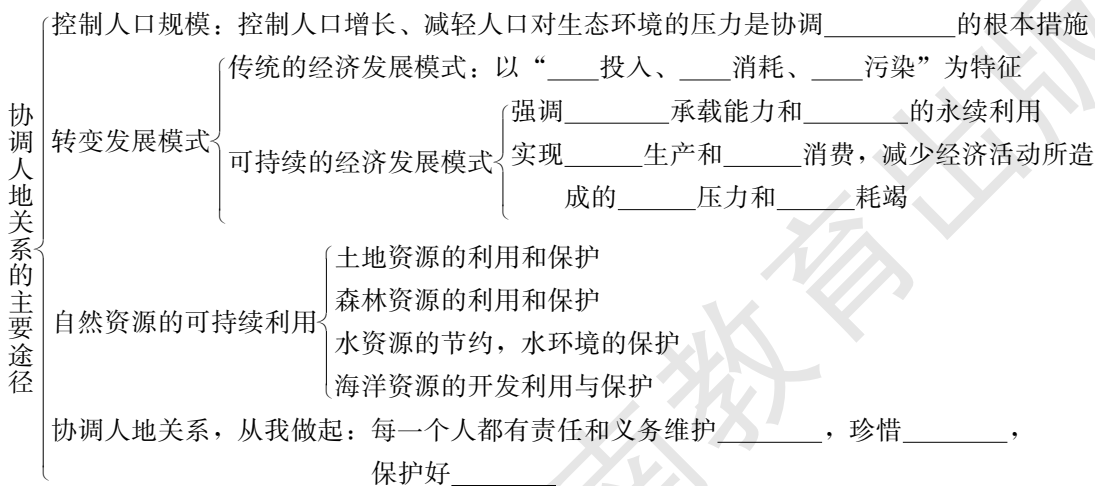 协调人地关系的主要途径
控制人口规模：控制人口增长、减轻人口对生态环境的压力是协调__________的根本措施
转变发展模式
传统的经济发展模式：以“____投入、____消耗、____污染”为特征
可持续的经济发展模式
强调________承载能力和________的永续利用
实现______生产和______消费，减少经济活动所造
成的______压力和______耗竭
自然资源的可持续利用
土地资源的利用和保护
森林资源的利用和保护
水资源的节约，水环境的保护
海洋资源的开发利用与保护
协调人地关系，从我做起：每一个人都有责任和义务维护________，珍惜________，
保护好________
南教育出版